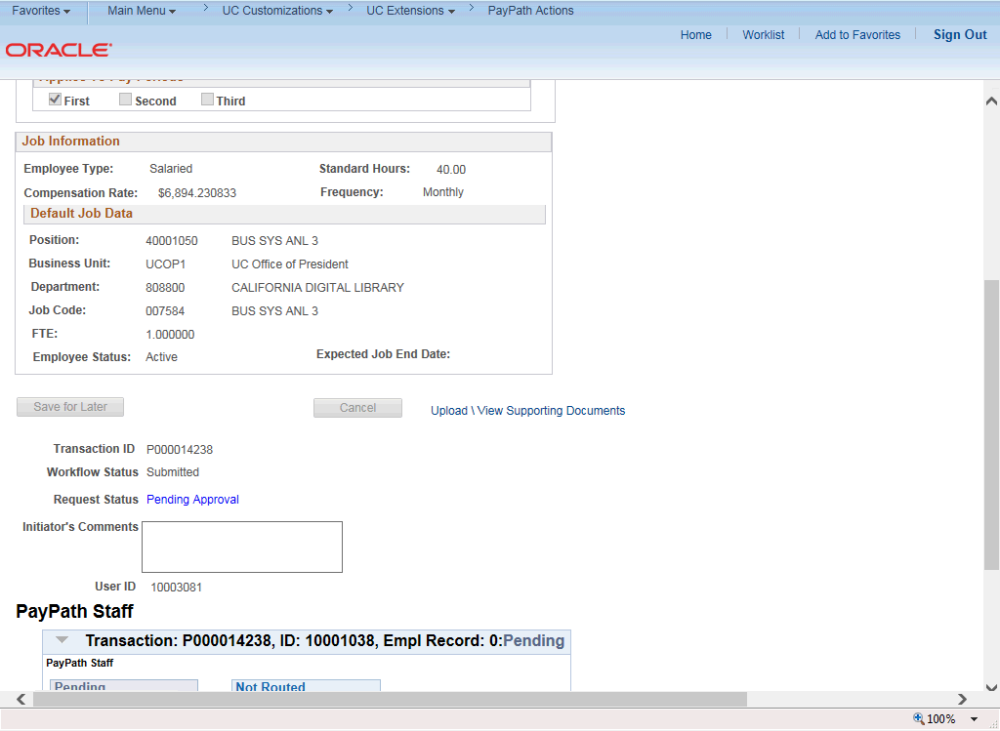 Favorites Main Menu UC Customizations UC Extensions PayPath Actions
Home Worklist Add to Favorites Sign Out
ORACLE
Applies To Pay Periods
First Second Third
Job Information
Employee Type: Salaried Standard Hours: 40.00
Compensation Rate: $6,894.230833 Frequency: Monthly
Default Job Data
Position: 40001050 BUS SYS ANL 3
Business Unit: UCOP1 UC Office of President
Department: 808800 CALIFORNIA DIGITAL LIBRARY
Job Code: 007584 BUS SYS ANL 3
FTE: 1.000000
Employee Status: Active Expected Job End Date:
Save for Later Cancel Upload \ View Supporting Documents
Transaction ID P000014238
Workflow Status Submitted
Request Status Pending Approval
Initiator's Comments
User ID 10003081
PayPath Staff
Transaction: P000014238, ID: 10001038, Empl Record: 0:Pending
PayPath Staff
Pending Not Routed
100%